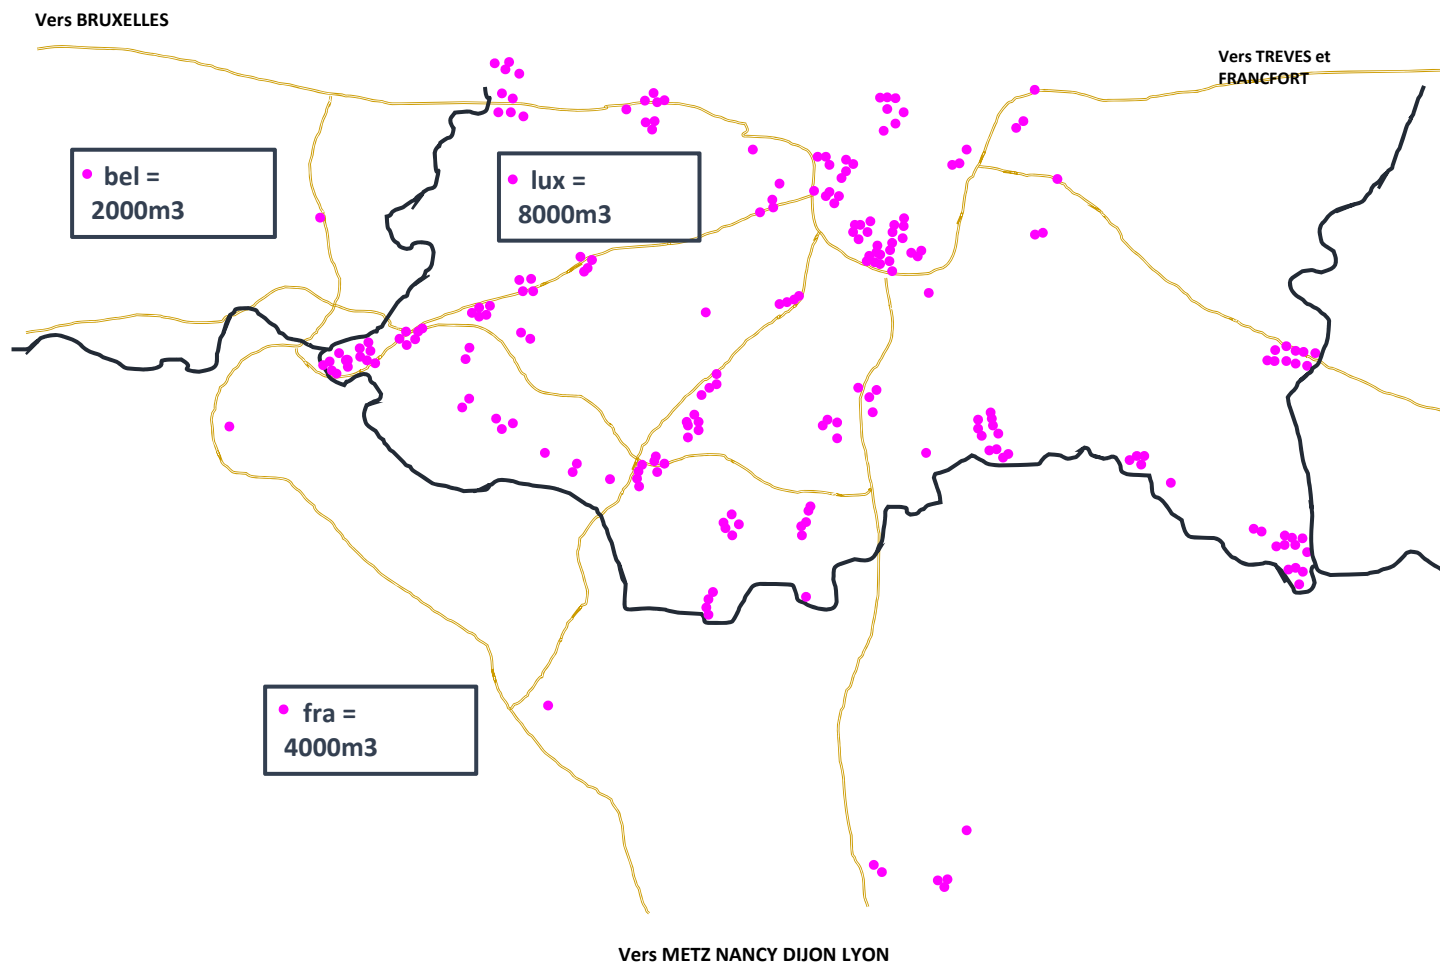 Vers BRUXELLES
Vers TREVES et
FRANCFORT
bel =
2000m3
lux =
8000m3
fra =
4000m3
Vers METZ NANCY DIJON LYON